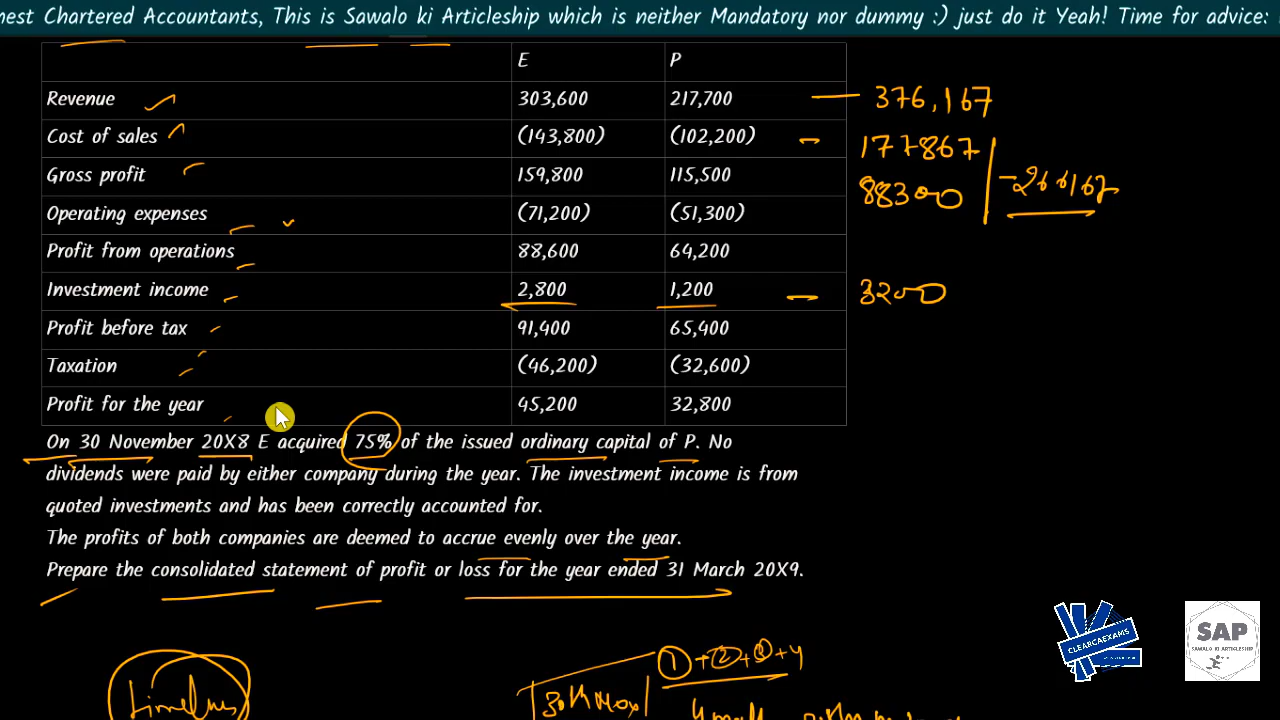 nest Chartered Accountants, This is Sawalo ki Articleship which is neither Mandatory nor dummy :) just do it Yeah! Time for advice:
E P
Revenue 303,600 217,700 — 376,167
Cost of sales (143,800) (102,200) – 177867
Gross profit 159,800 115,500 88300
Operating expenses (71,200) (51,300)
Profit from operations 88,600 64,200
Investment income 2,800 1,200 – 3200
Profit before tax 91,400 65,400
Taxation (46,200) (32,600)
Profit for the year 45,200 32,800
On 30 November 20X8 E acquired 75% of the issued ordinary capital of P. No
dividends were paid by either company during the year. The investment income is from
quoted investments and has been correctly accounted for.
The profits of both companies are deemed to accrue evenly over the year.
Prepare the consolidated statement of profit or loss for the year ended 31 March 20X9.
CLEARCAEXAMS
SAP
SAWALO KI ARTICLESHIP
1+2+3+4
timelines
30th Nov